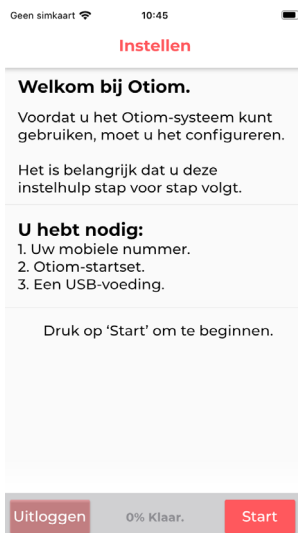 Geen simkaart 10:45
Instellen
Welkom bij Otiom.
Voordat u het Otiom-systeem kunt
gebruiken, moet u het configureren.
Het is belangrijk dat u deze
instelhulp stap voor stap volgt.
U hebt nodig:
1. Uw mobiele nummer.
2. Otiom-startset.
3. Een USB-voeding.
Druk op ‘Start’ om te beginnen.
Uitloggen 0% Klaar. Start